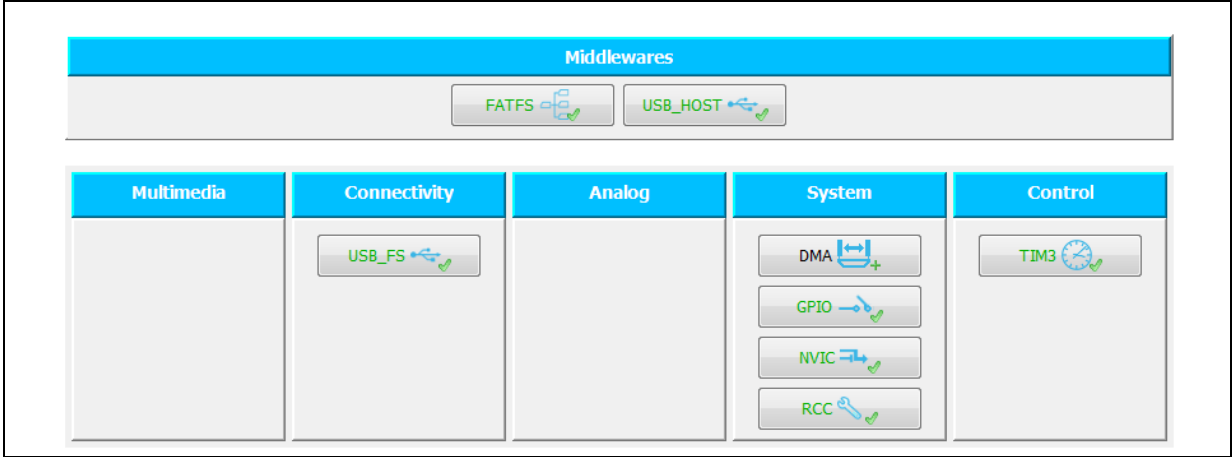 Middlewares
FATFS USB_HOST
Multimedia Connectivity Analog System Control
USB_FS DMA TIM3
GPIO
NVIC
RCC